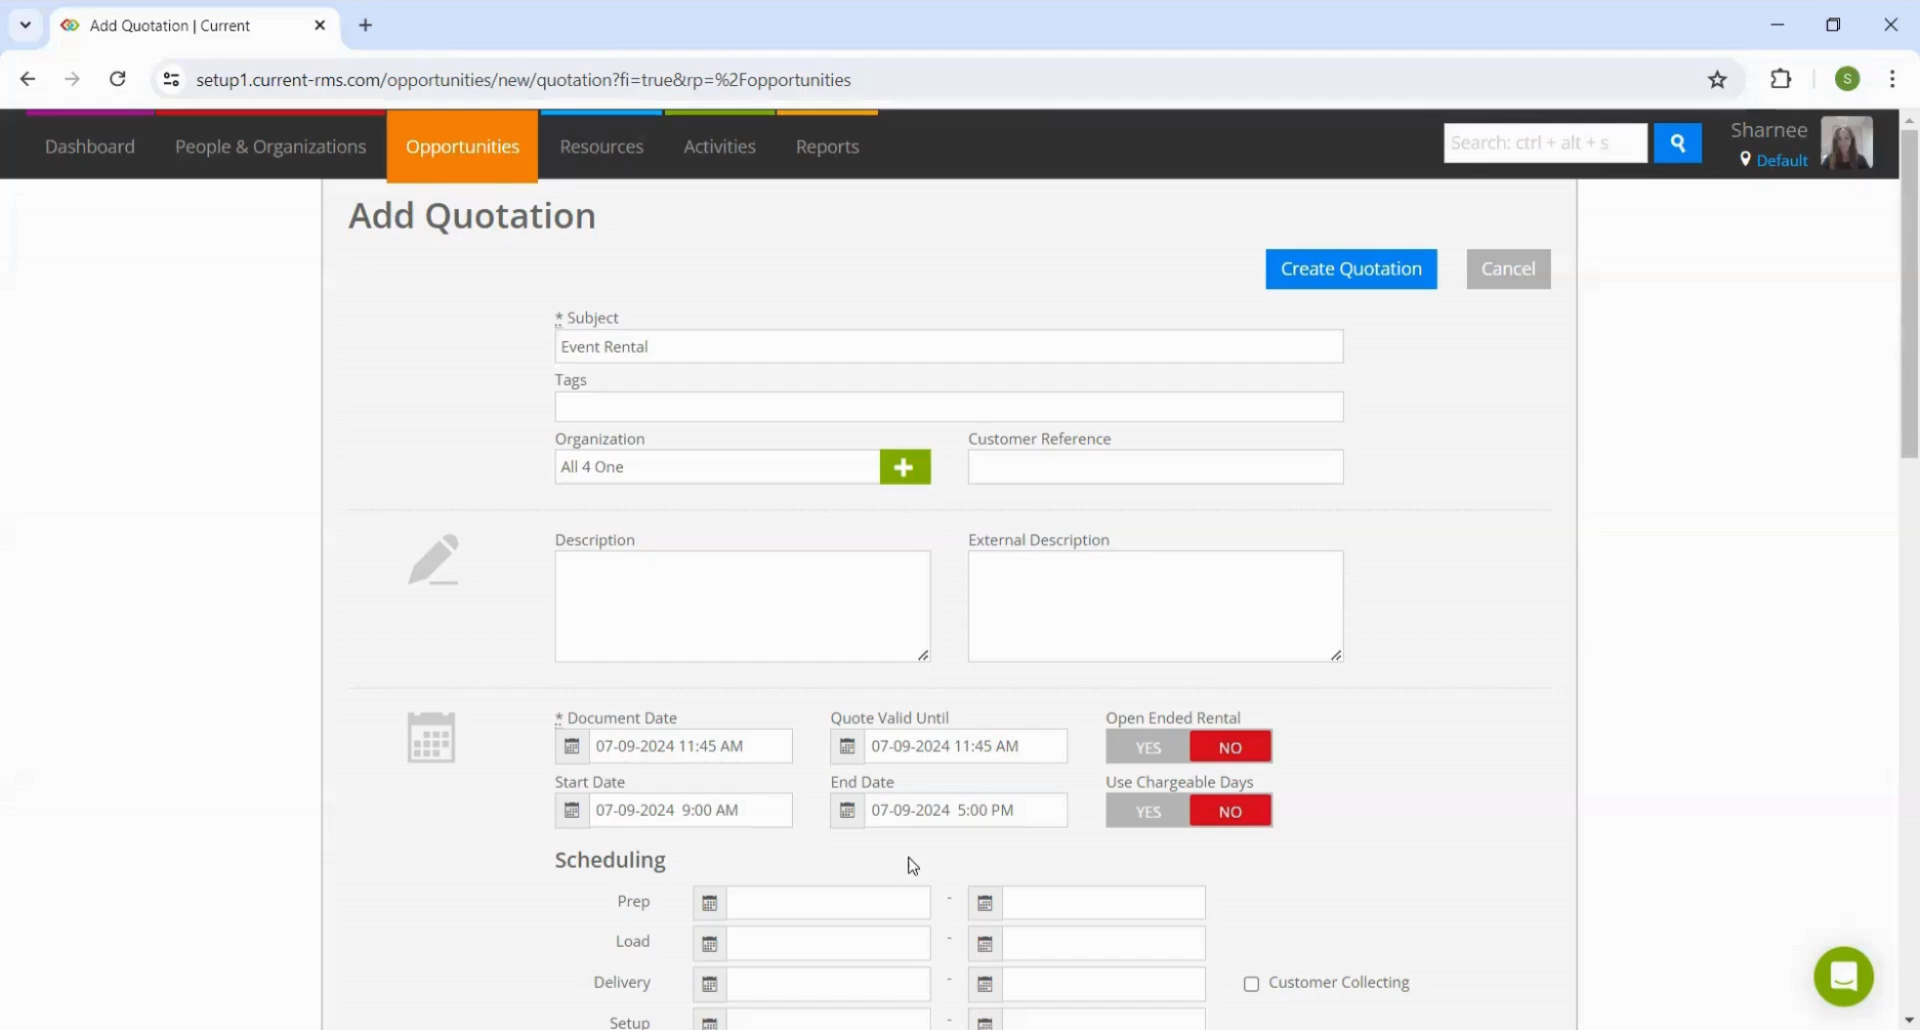 Add Quotation | Current
setup1.current-rms.com/opportunities/new/quotation?fi=true&rp=%2Fopportunities
S
Dashboard People & Organizations Opportunities Resources Activities Reports Search: ctrl + alt + s Sharnee
Default
Add Quotation
Create Quotation Cancel
* Subject
Event Rental
Tags
Organization Customer Reference
All 4 One +
Description External Description
* Document Date Quote Valid Until Open Ended Rental
07-09-2024 11:45 AM 07-09-2024 11:45 AM YES NO
Start Date End Date Use Chargeable Days
07-09-2024 9:00 AM 07-09-2024 5:00 PM YES NO
Scheduling
Prep -
Load -
Delivery - Customer Collecting
Setup -